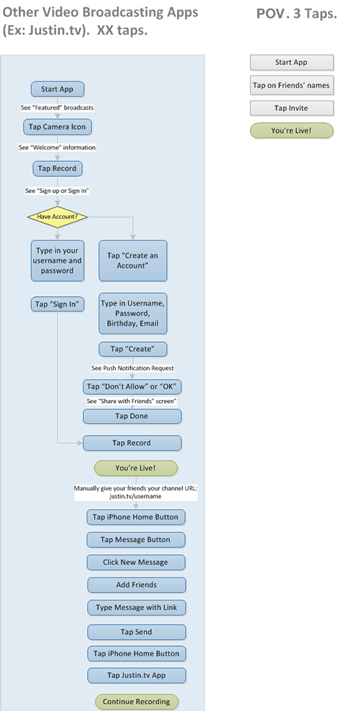 Other Video Broadcasting Apps
(Ex: Justin.tv). XX taps.
Start App
See "Featured" broadcasts
Tap Camera Icon
See "Welcome" information
Tap Record
See "Sign up or Sign In"
Have Account?
Type in your
username and
password
Tap "Create an
Account"
Tap "Sign In"
Type in Username,
Password,
Birthday, Email
Tap "Create"
See Push Notification Request
Tap "Don't Allow" or "OK"
See "Share with Friends" screen"
Tap Done
Tap Record
You're Live!
Manually give your friends your channel URL:
justin.tv/username
Tap iPhone Home Button
Tap Message Button
Click New Message
Add Friends
Type Message with Link
Tap Send
Tap iPhone Home Button
Tap Justin.tv App
Continue Recording
POV. 3 Taps.
Start App
Tap on Friends' names
Tap Invite
You're Live!